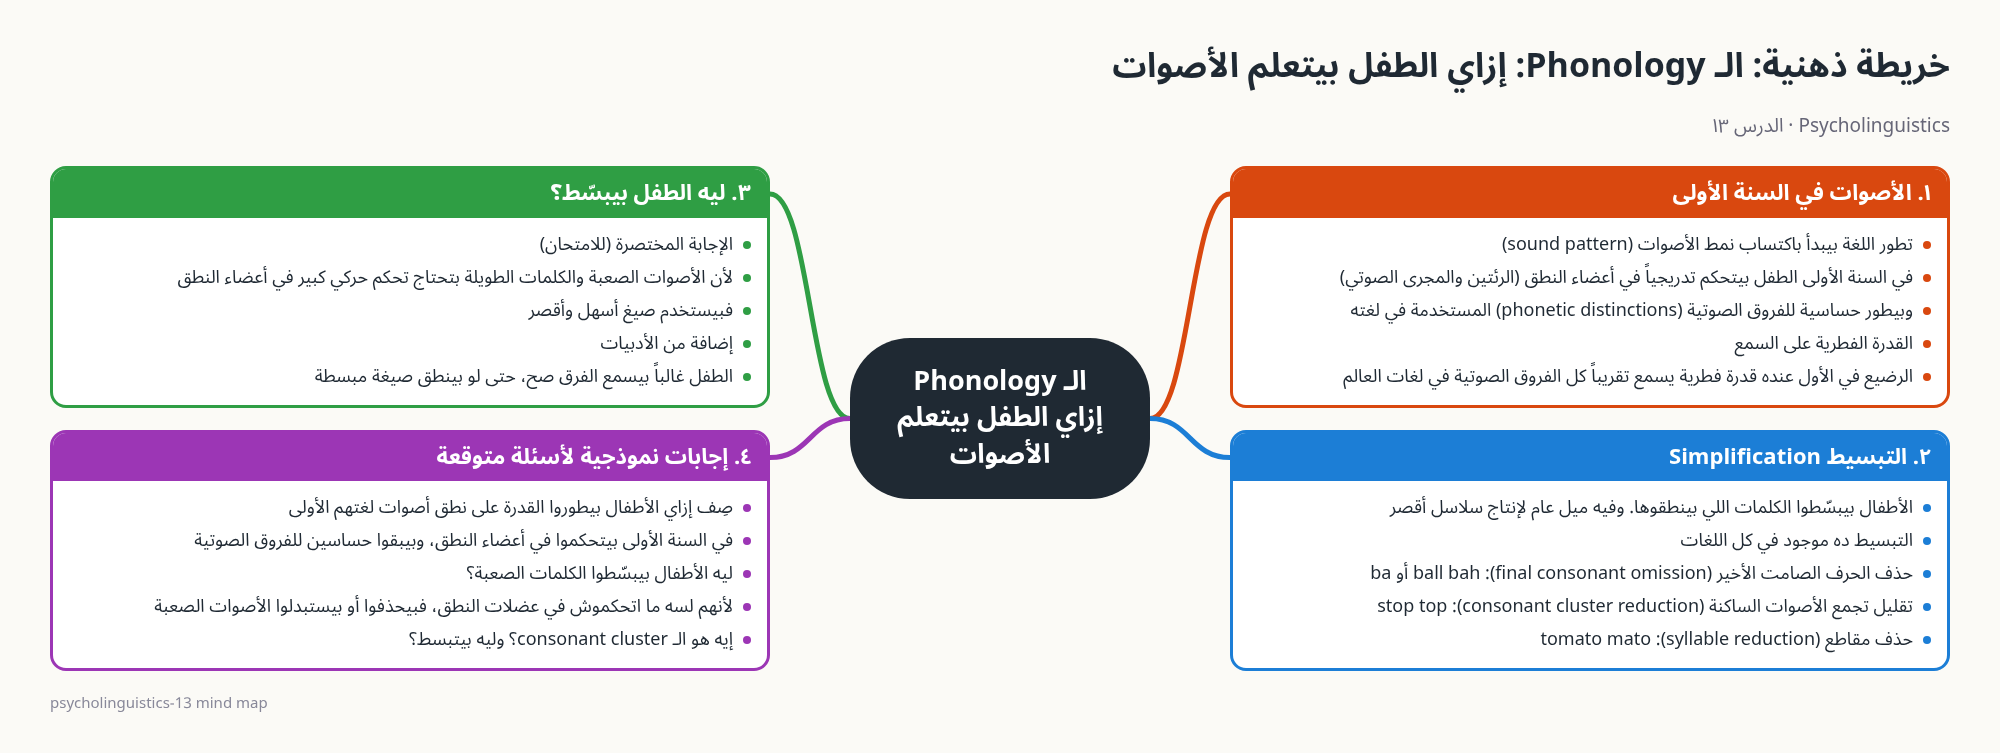 خريطة ذهنية: الـ Phonology: إزاي الطفل بيتعلم الأصوات
Psycholinguistics · الدرس ١٣
١. الأصوات في السنة الأولى
تطور اللغة بيبدأ باكتساب نمط الأصوات (sound pattern)
في السنة الأولى الطفل بيتحكم تدريجياً في أعضاء النطق (الرئتين والمجرى الصوتي)
وبيطور حساسية للفروق الصوتية (phonetic distinctions) المستخدمة في لغته
القدرة الفطرية على السمع
الرضيع في الأول عنده قدرة فطرية يسمع تقريباً كل الفروق الصوتية في لغات العالم
٢. التبسيط Simplification
الأطفال بيبسّطوا الكلمات اللي بينطقوها. وفيه ميل عام لإنتاج سلاسل أقصر
التبسيط ده موجود في كل اللغات
حذف الحرف الصامت الأخير (final consonant omission): ball bah أو ba
تقليل تجمع الأصوات الساكنة (consonant cluster reduction): stop top
حذف مقاطع (syllable reduction): tomato mato
الـ Phonology
إزاي الطفل بيتعلم
الأصوات
٣. ليه الطفل بيبسّط؟
الإجابة المختصرة (للامتحان)
لأن الأصوات الصعبة والكلمات الطويلة بتحتاج تحكم حركي كبير في أعضاء النطق
فبيستخدم صيغ أسهل وأقصر
إضافة من الأدبيات
الطفل غالباً بيسمع الفرق صح، حتى لو بينطق صيغة مبسطة
٤. إجابات نموذجية لأسئلة متوقعة
صِف إزاي الأطفال بيطوروا القدرة على نطق أصوات لغتهم الأولى
في السنة الأولى بيتحكموا في أعضاء النطق، وبيبقوا حساسين للفروق الصوتية
ليه الأطفال بيبسّطوا الكلمات الصعبة؟
لأنهم لسه ما اتحكموش في عضلات النطق، فبيحذفوا أو بيستبدلوا الأصوات الصعبة
إيه هو الـ consonant cluster؟ وليه بيتبسط؟
psycholinguistics-13 mind map